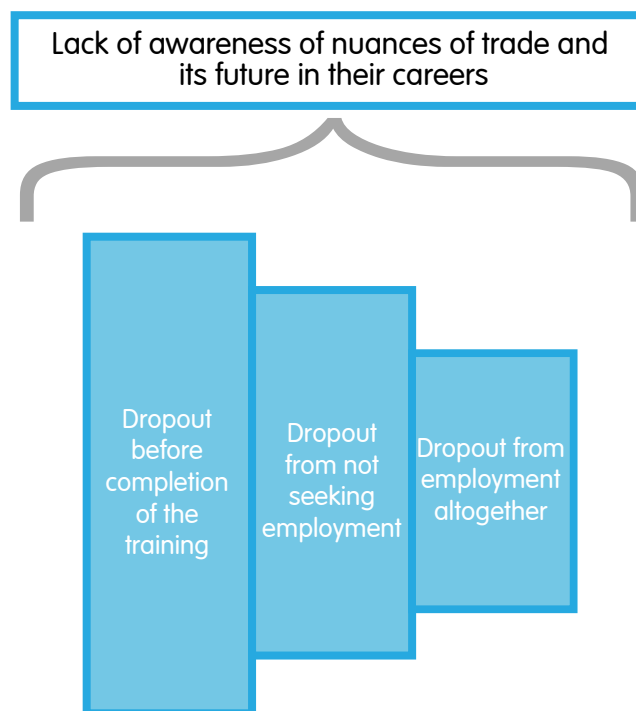 Lack of awareness of nuances of trade and
its future in their careers
Dropout
before
completion
of the
training
Dropout
from not
seeking
employment
Dropout from
employment
altogether